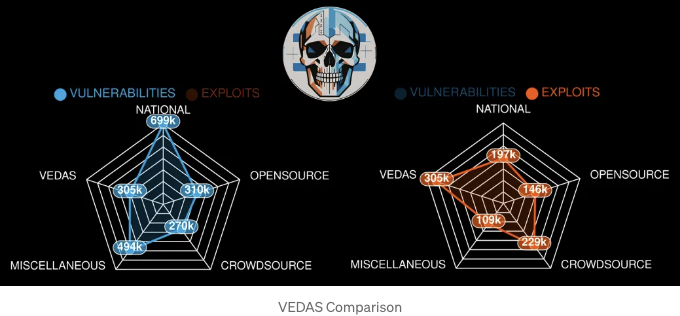 VULNERABILITIES EXPLOITS
NATIONAL
699k
VEDAS
OPENSOURCE
305k
310k
270k
494k
MISCELLANEOUS
CROWDSOURCE
VULNERABILITIES EXPLOITS
NATIONAL
197k
VEDAS
305k
OPENSOURCE
146k
109k
229k
MISCELLANEOUS
CROWDSOURCE
VEDAS Comparison